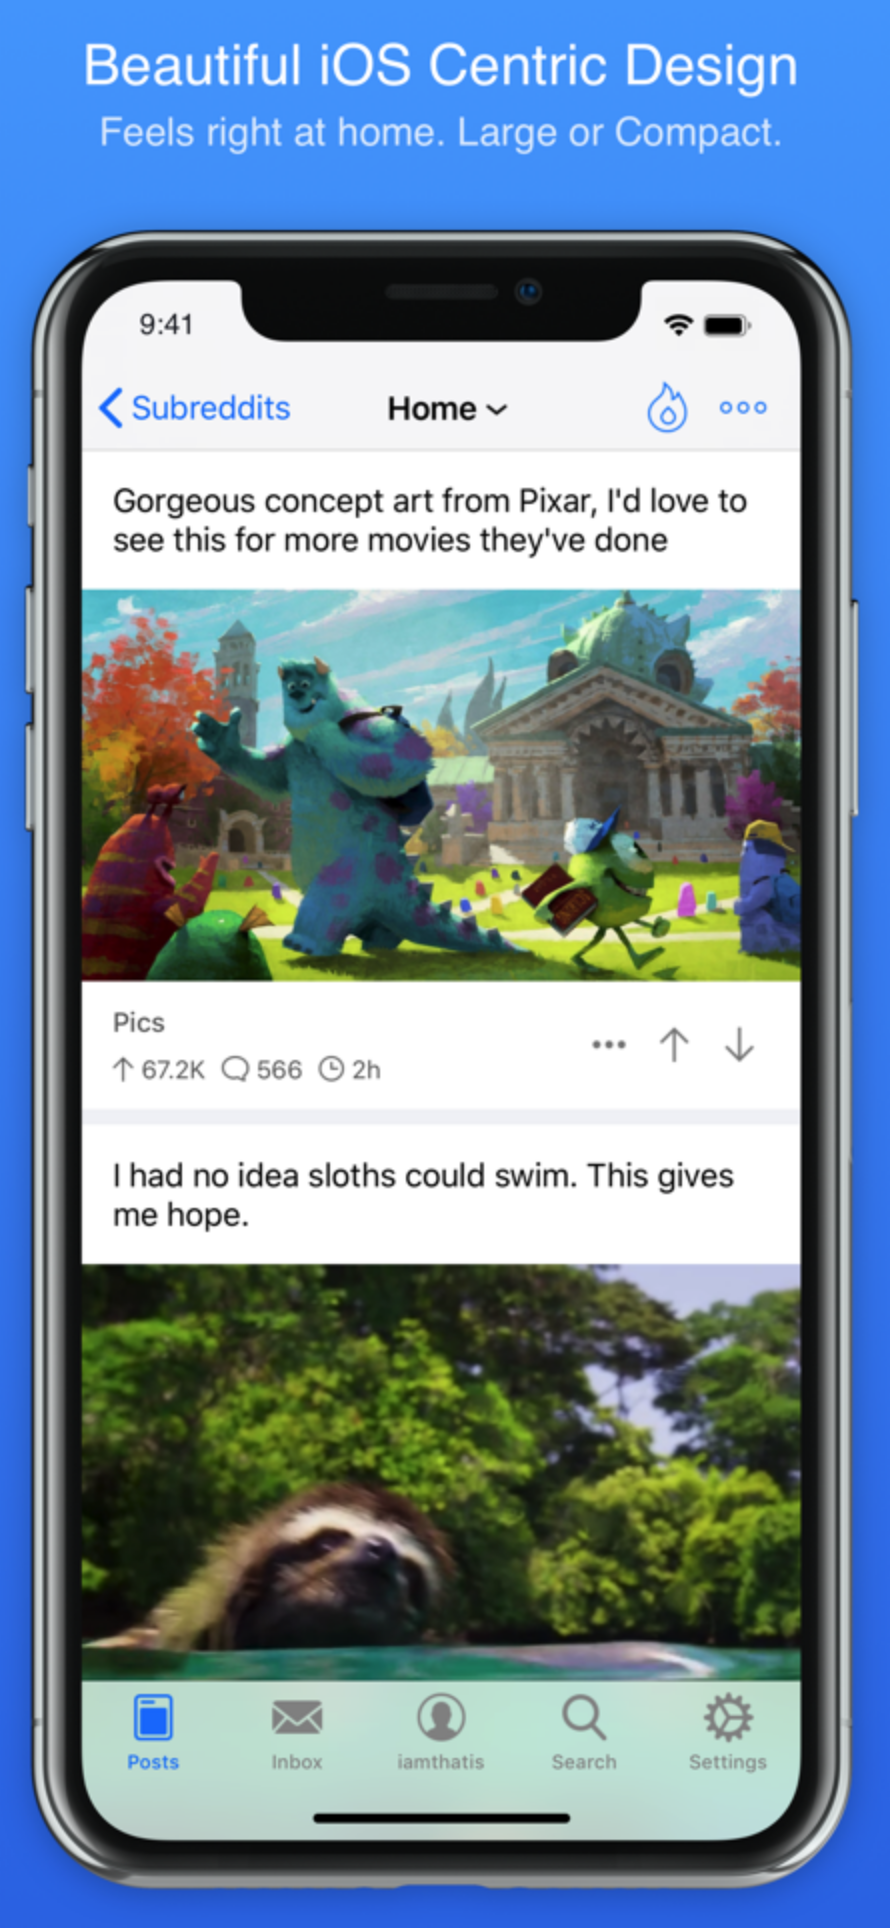 Beautiful iOS Centric Design
Feels right at home. Large or Compact.
9:41
Subreddits
Home
Gorgeous concept art from Pixar, I'd love to
see this for more movies they've done
Pics
67.2K 566 2h
I had no idea sloths could swim. This gives
me hope.
Posts Inbox iamthatis Search Settings